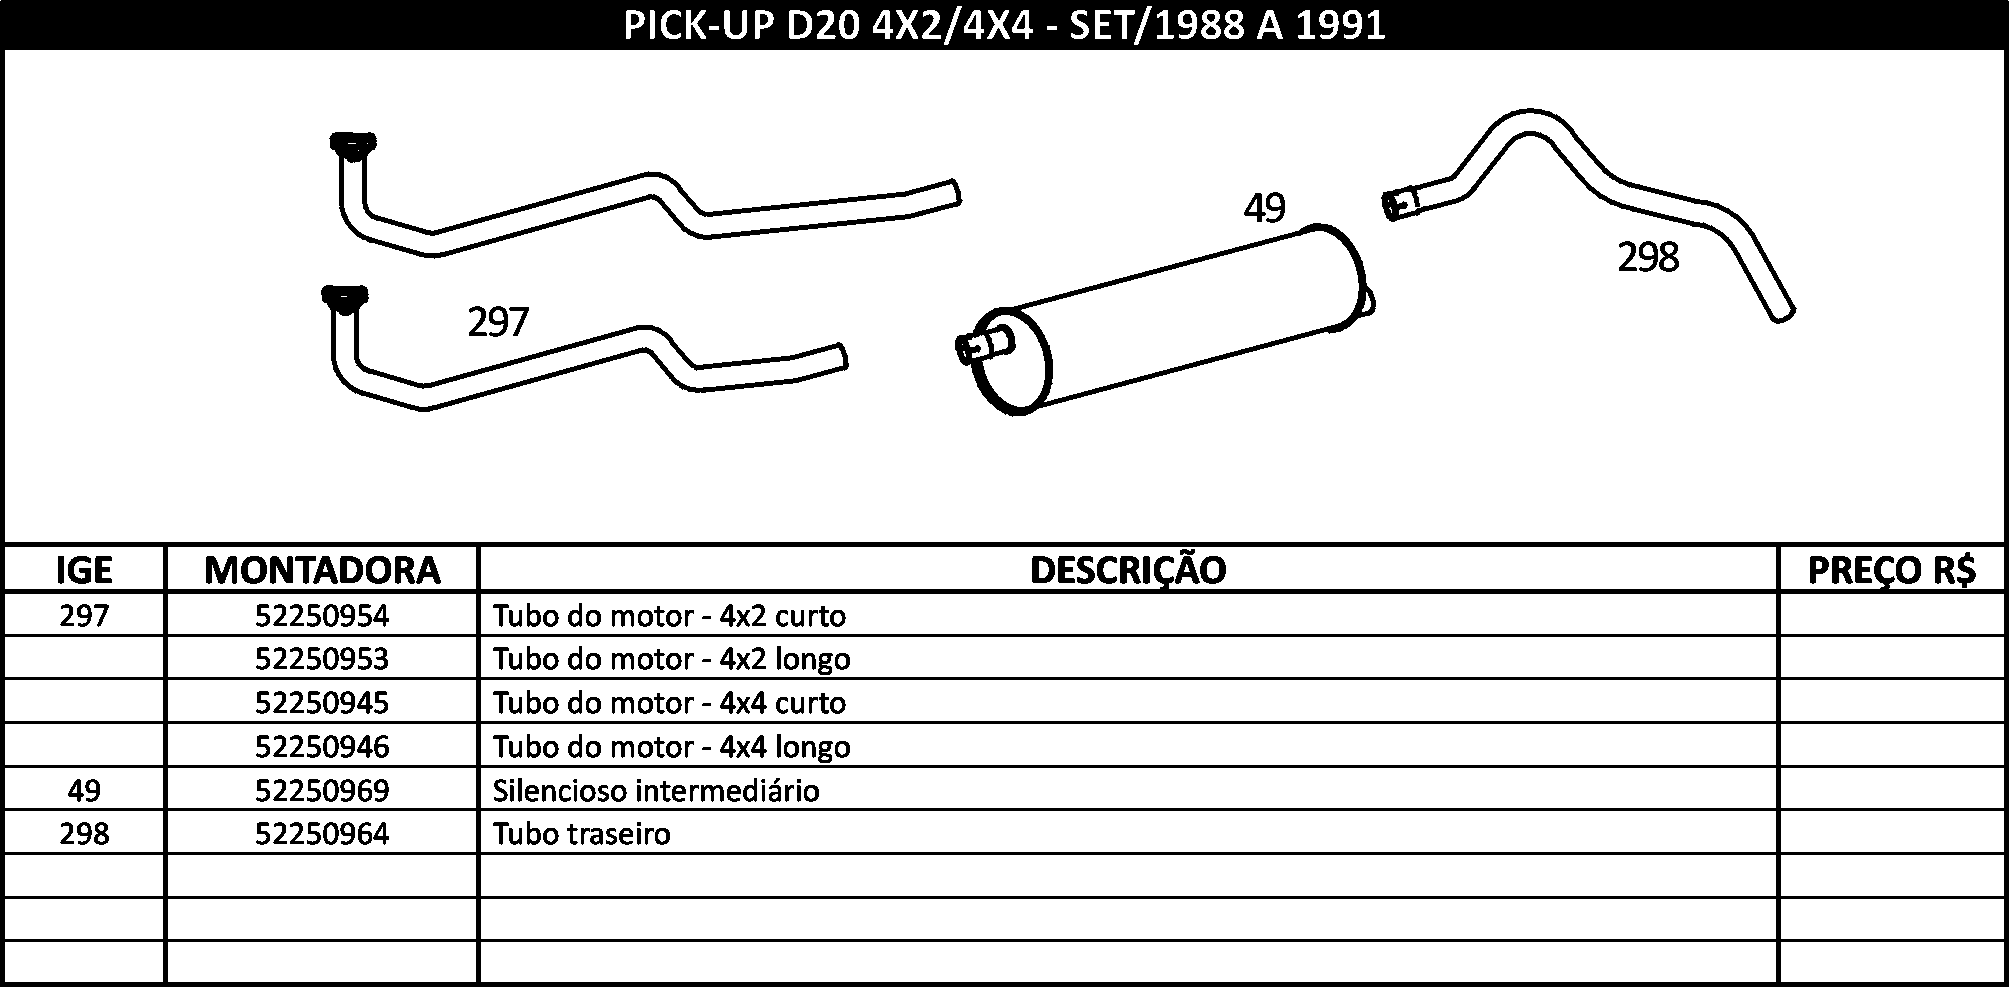 PICK-UP D20 4X2/4X4 - SET/1988 A 1991
49
298
297
IGE MONTADORA DESCRIÇÃO PREÇO R$
297 52250954 Tubo do motor - 4x2 curto
52250953 Tubo do motor - 4x2 longo
52250945 Tubo do motor - 4x4 curto
52250946 Tubo do motor - 4x4 longo
49 52250969 Silencioso intermediário
298 52250964 Tubo traseiro